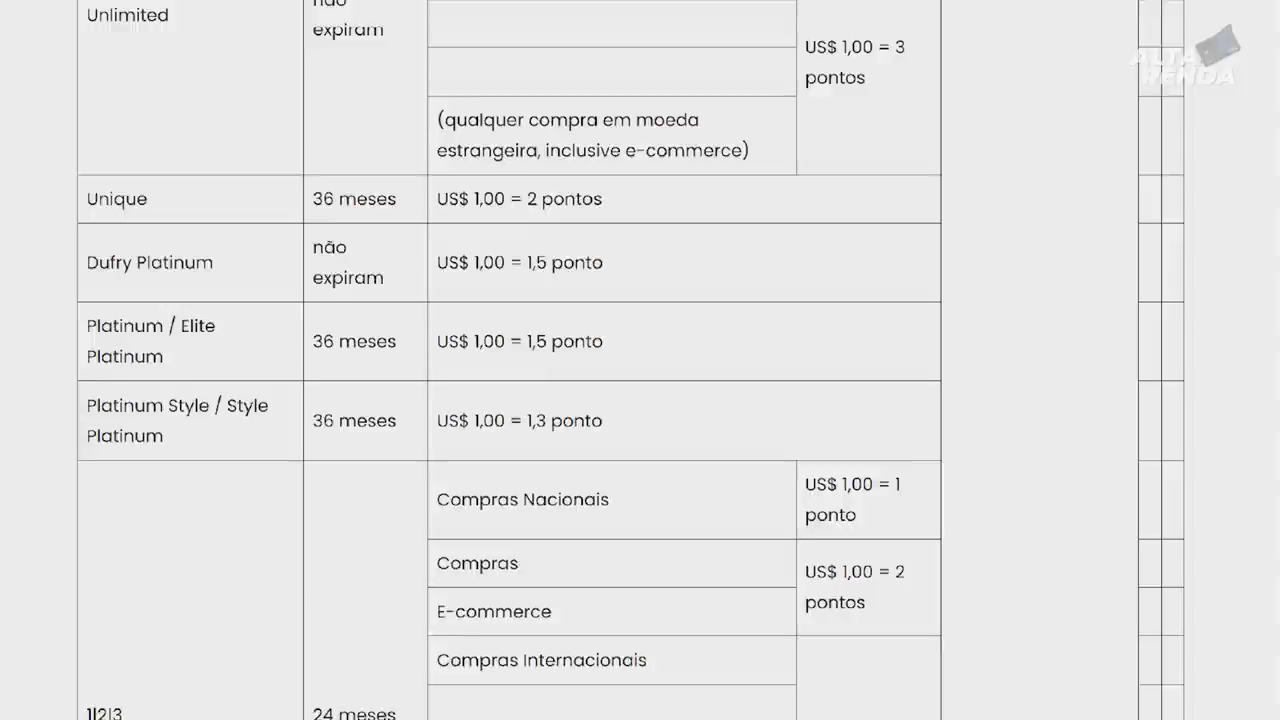 Unlimited
não
expiram
US$ 1,00 = 3
pontos
(qualquer compra em moeda
estrangeira, inclusive e-commerce)
Unique
36 meses
US$ 1,00 = 2 pontos
Dufry Platinum
não
expiram
US$ 1,00 = 1,5 ponto
Platinum / Elite
Platinum
36 meses
US$ 1,00 = 1,5 ponto
Platinum Style / Style
Platinum
36 meses
US$ 1,00 = 1,3 ponto
Compras Nacionais
US$ 1,00 = 1
ponto
Compras
E-commerce
US$ 1,00 = 2
pontos
Compras Internacionais
1|2|3
24 meses
ALTA
RENDA